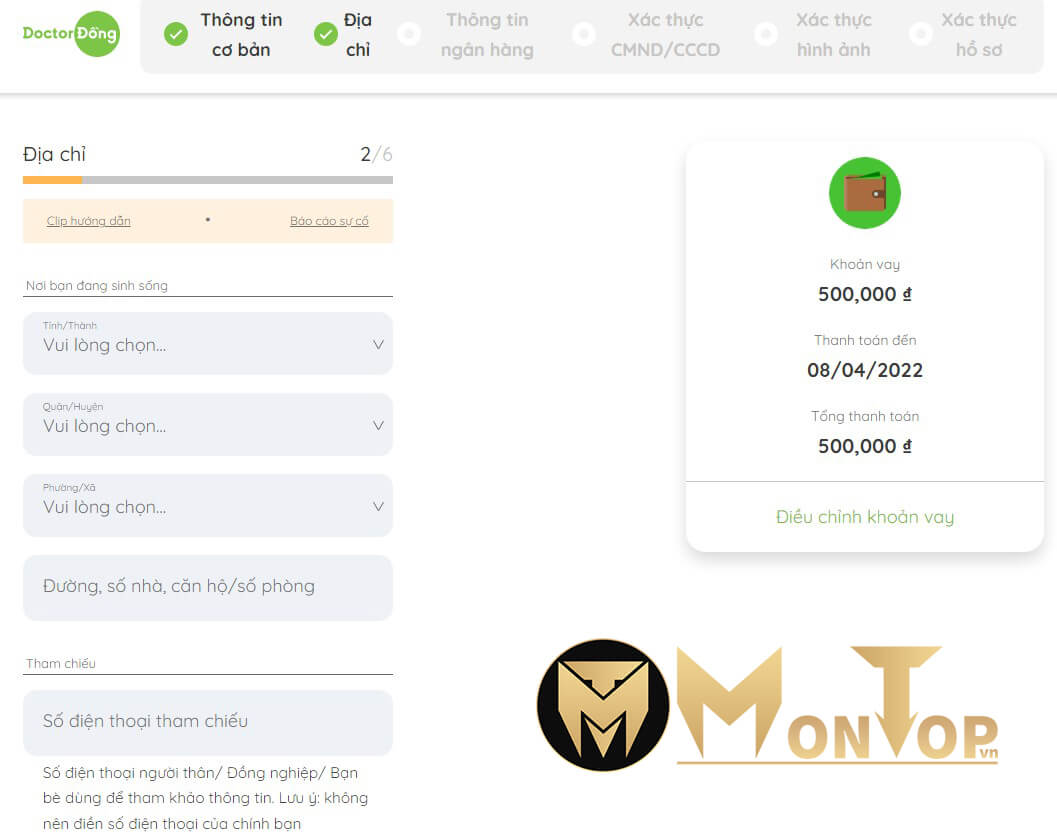 DoctorĐồng
Thông tin
cơ bản
Địa
chỉ
Thông tin
ngân hàng
Xác thực
CMND/CCCD
Xác thực
hình ảnh
Xác thực
hồ sơ
Địa chỉ
2/6
Clip hướng dẫn
•
Báo cáo sự cố
Nơi bạn đang sinh sống
Tỉnh/Thành
Vui lòng chọn...
Quận/Huyện
Vui lòng chọn...
Phường/Xã
Vui lòng chọn...
Đường, số nhà, căn hộ/số phòng
Tham chiếu
Số điện thoại tham chiếu
Số điện thoại người thân/ Đồng nghiệp/ Bạn
bè dùng để tham khảo thông tin. Lưu ý: không
nên điền số điện thoại của chính bạn
Khoản vay
500,000 ₫
Thanh toán đến
08/04/2022
Tổng thanh toán
500,000 ₫
Điều chỉnh khoản vay
MONTOP.vn